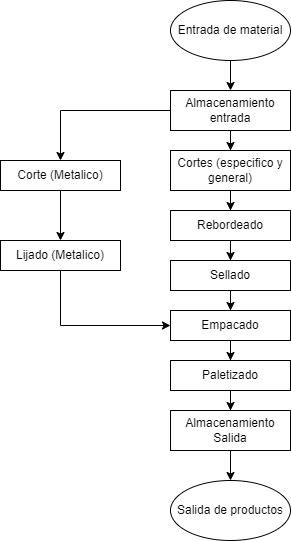 Entrada de material
Almacenamiento
entrada
Corte (Metalico)
Cortes (especifico y
general)
Rebordeado
Lijado (Metalico)
Sellado
Empacado
Paletizado
Almacenamiento
Salida
Salida de productos